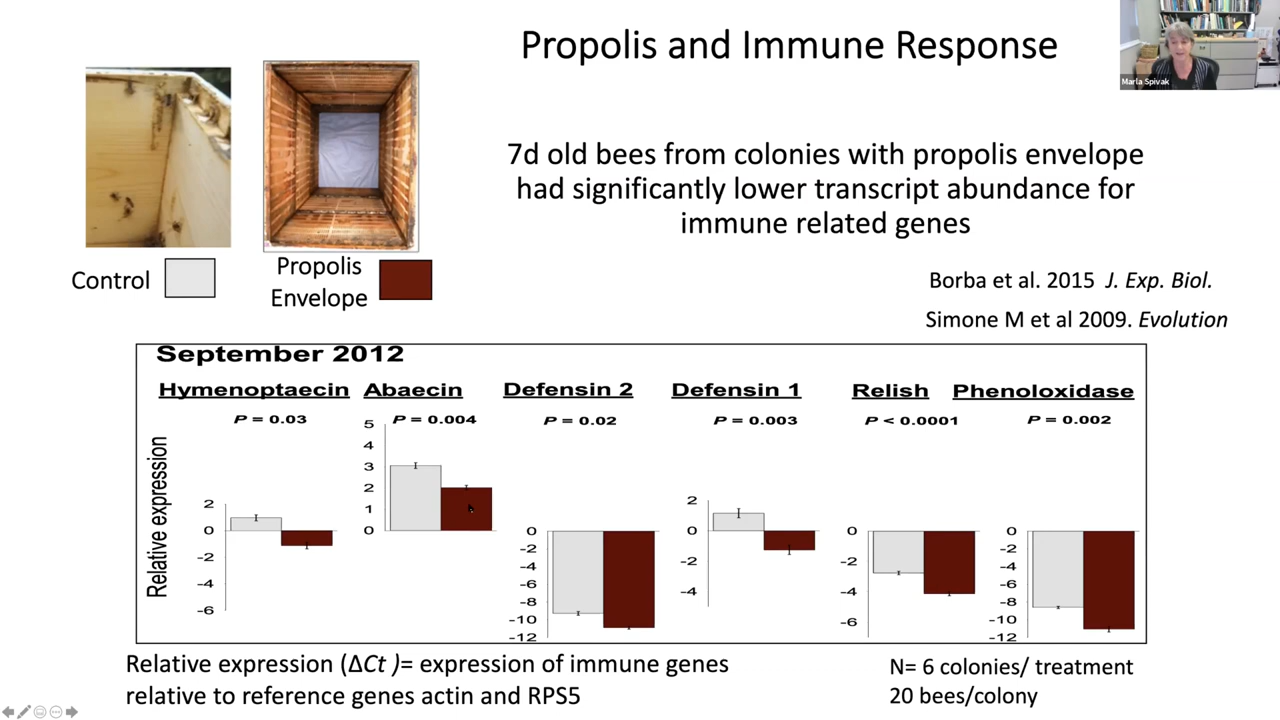 Propolis and Immune Response
Marla Spivak
7d old bees from colonies with propolis envelope
had significantly lower transcript abundance for
immune related genes
Control
Propolis
Envelope
Borba et al. 2015 J. Exp. Biol.
Simone M et al 2009. Evolution
September 2012
Hymenoptaecin Abaecin Defensin 2 Defensin 1 Relish Phenoloxidase
P = 0.03 P = 0.004 P = 0.02 P = 0.003 P < 0.0001 P = 0.002
Relative expression
2
0
-2
-4
-6
5
4
3
2
1
0
0
-2
-4
-6
-8
-10
-12
2
0
-2
-4
0
-2
-4
-6
0
-2
-4
-6
-8
-10
-12
Relative expression (ΔCt )= expression of immune genes
relative to reference genes actin and RPS5
N= 6 colonies/ treatment
20 bees/colony